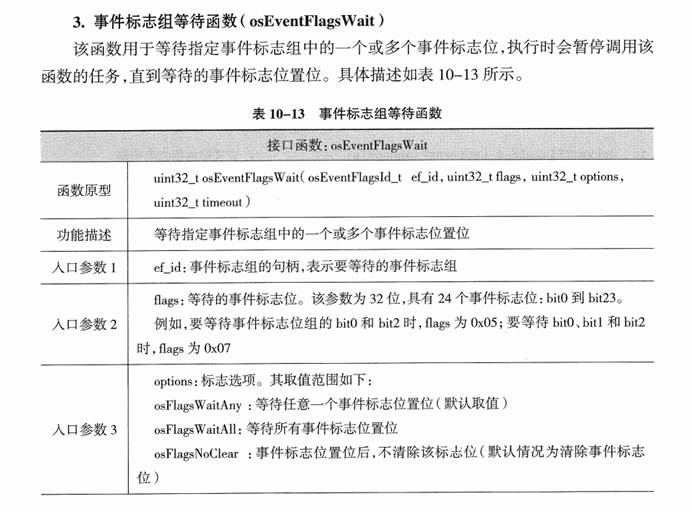 3. 事件标志组等待函数(osEventFlagsWait)
该函数用于等待指定事件标志组中的一个或多个事件标志位,执行时会暂停调用该
函数的任务,直到等待的事件标志位置位。具体描述如表 10-13 所示。
表 10-13 事件标志组等待函数
接口函数:osEventFlagsWait
函数原型
uint32_t osEventFlagsWait( osEventFlagsId_t ef_id, uint32_t flags, uint32_t options,
uint32_t timeout)
功能描述
等待指定事件标志组中的一个或多个事件标志位置位
入口参数 1
ef_id:事件标志组的句柄,表示要等待的事件标志组
入口参数 2
flags:等待的事件标志位。该参数为 32 位,具有 24 个事件标志位:bit0 到 bit23。
例如,要等待事件标志位组的 bit0 和 bit2 时,flags 为 0x05;要等待 bit0、bit1 和 bit2
时,flags 为 0x07
入口参数 3
options:标志选项。其取值范围如下:
osFlagsWaitAny :等待任意一个事件标志位置位(默认取值)
osFlagsWaitAll:等待所有事件标志位置位
osFlagsNoClear :事件标志位置位后,不清除该标志位(默认情况为清除事件标志
位)